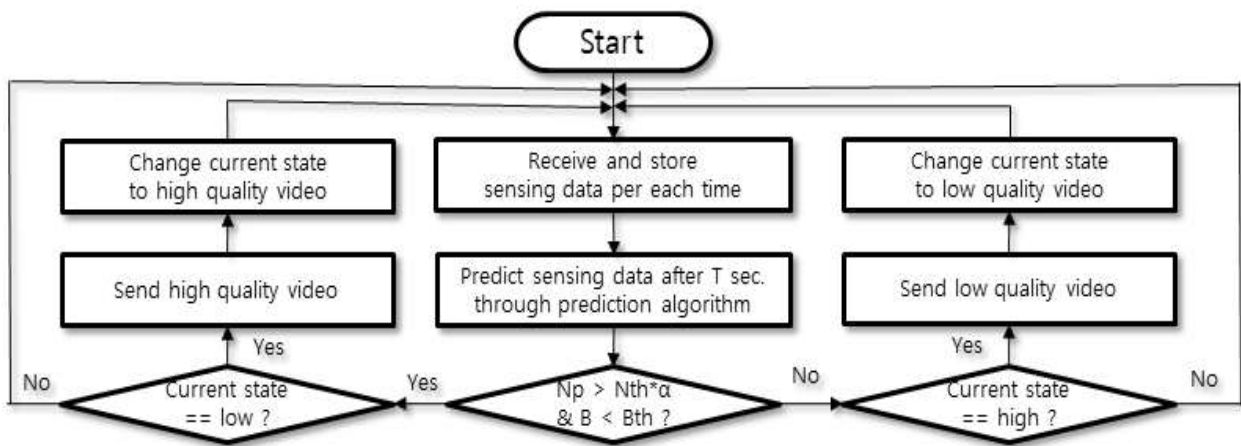 Start
Change current state
to high quality video
Receive and store
sensing data per each time
Change current state
to low quality video
Send high quality video
Predict sensing data after T sec.
through prediction algorithm
Send low quality video
Yes
Yes
No
Current state
== low ?
Yes
Np > Nth*α
& B < Bth ?
No
Current state
== high ?
No